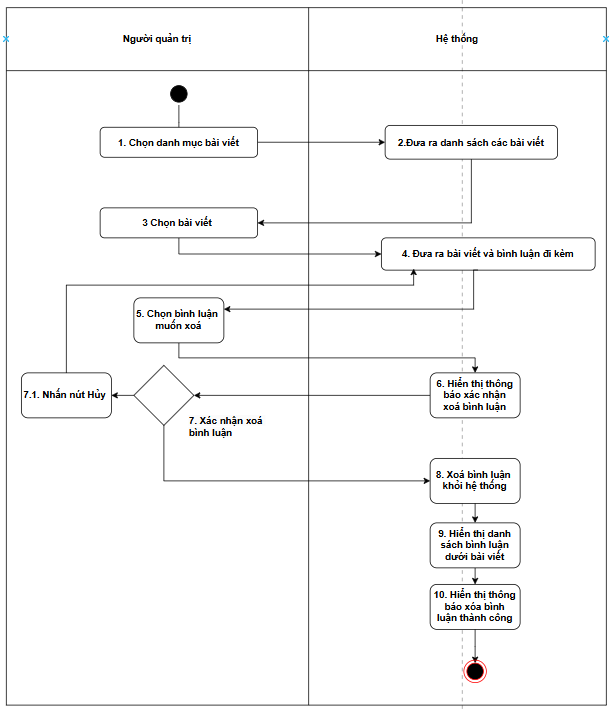 Người quản trị
Hệ thống
1. Chọn danh mục bài viết
2.Đưa ra danh sách các bài viết
3 Chọn bài viết
4. Đưa ra bài viết và bình luận đi kèm
5. Chọn bình luận
muốn xoá
6. Hiển thị thông
báo xác nhận
xoá bình luận
7.1. Nhấn nút Hủy
7. Xác nhận xoá
bình luận
8. Xoá bình luận
khỏi hệ thống
9. Hiển thị danh
sách bình luận
dưới bài viết
10. Hiển thị thông
báo xóa bình
luận thành công